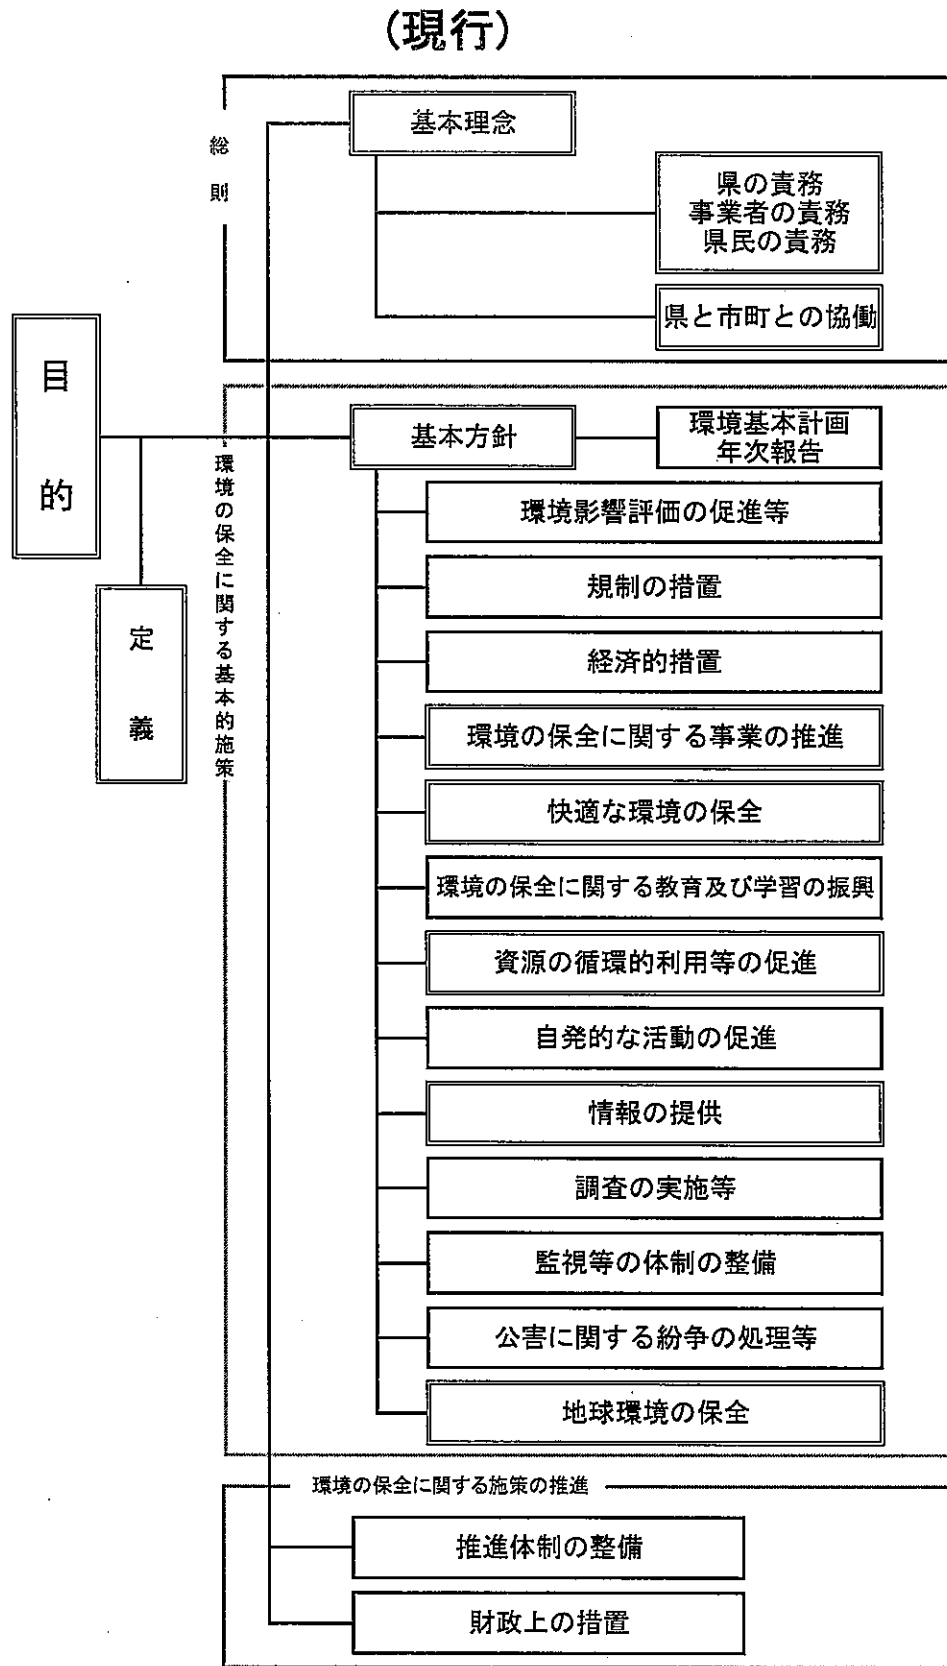 (現行)
総則
基本理念
県の責務
事業者の責務
県民の責務
県と市町との協働
目的
定義
環境の保全に関する基本的施策
基本方針
環境基本計画
年次報告
環境影響評価の促進等
規制の措置
経済的措置
環境の保全に関する事業の推進
快適な環境の保全
環境の保全に関する教育及び学習の振興
資源の循環的利用等の促進
自発的な活動の促進
情報の提供
調査の実施等
監視等の体制の整備
公害に関する紛争の処理等
地球環境の保全
環境の保全に関する施策の推進
推進体制の整備
財政上の措置